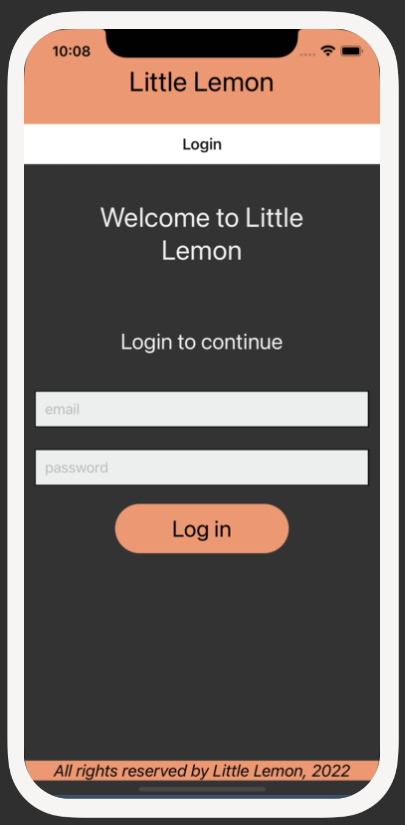 10:08
Little Lemon
Login
Welcome to Little
Lemon
Login to continue
email
password
Log in
All rights reserved by Little Lemon, 2022